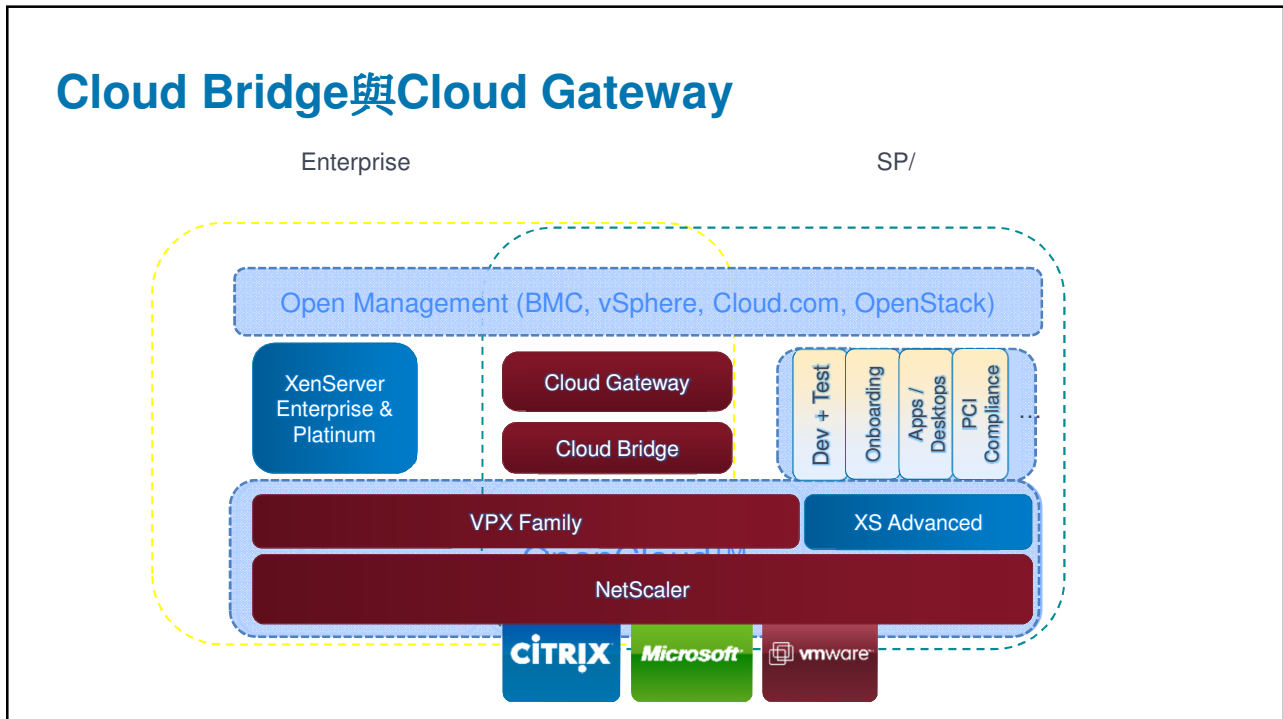 Cloud Bridge與Cloud Gateway
Enterprise
SP/
Open Management (BMC, vSphere, Cloud.com, OpenStack)
XenServer
Enterprise &
Platinum
Cloud Gateway
Cloud Bridge
Dev + Test
Onboarding
Apps /
Desktops
PCI
Compliance
...
VPX Family
XS Advanced
OpenCloud™
NetScaler
CITRIX
Microsoft
vmware